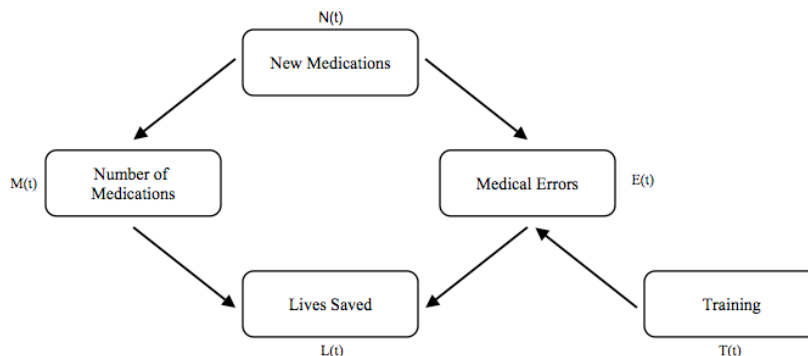 N(t)
New Medications
M(t)
Number of
Medications
Medical Errors
E(t)
Lives Saved
Training
L(t)
T(t)